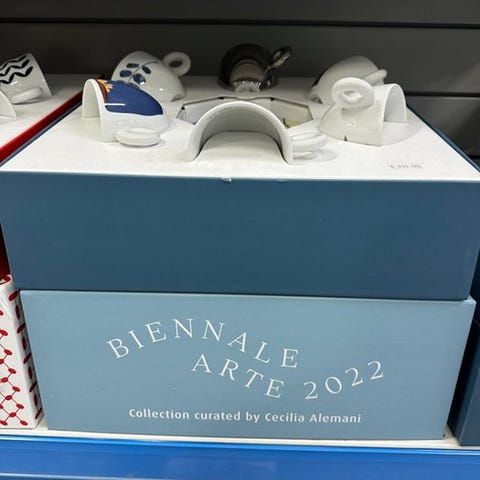 BIENNALE
ARTE 2022
Collection curated by Cecilia Alemani